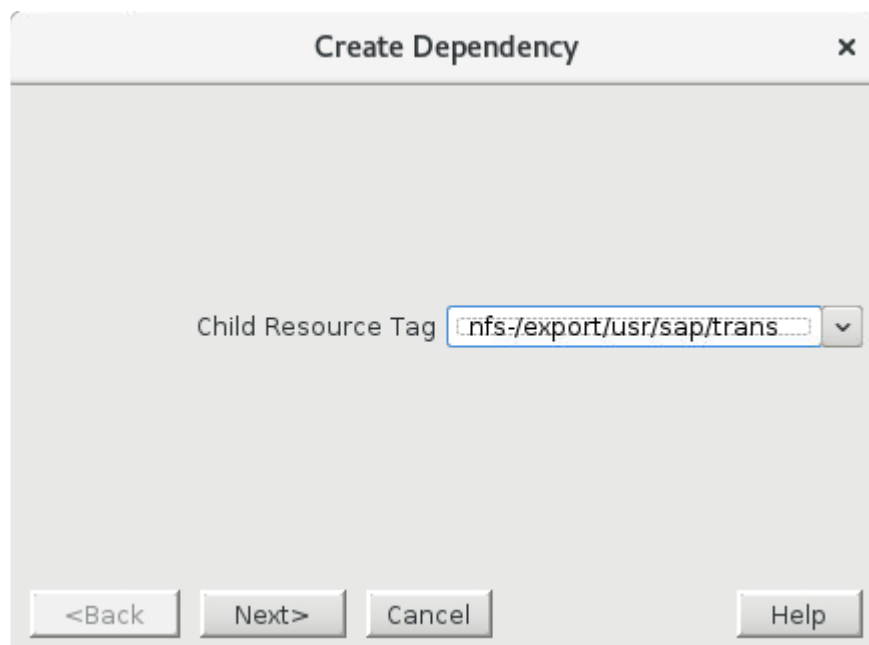 Create Dependency ×
Child Resource Tag nfs-/export/usr/sap/trans
<Back Next> Cancel Help